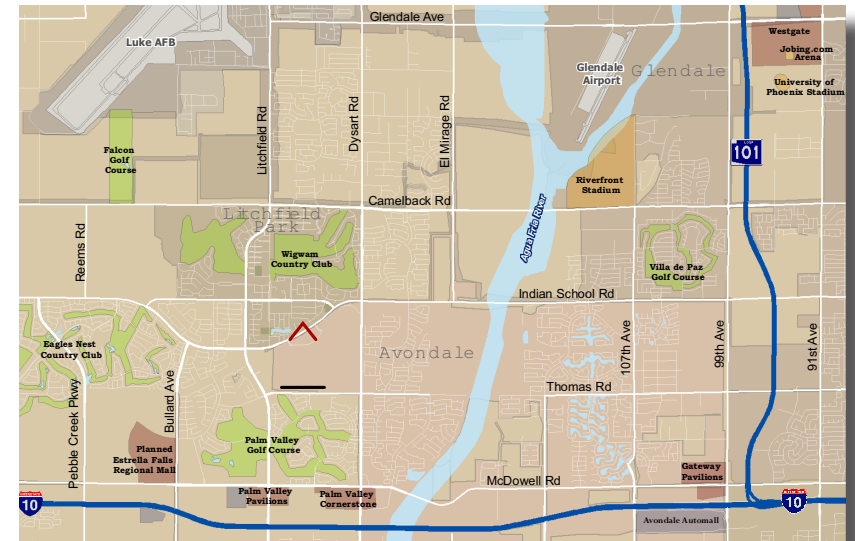 Glendale Ave
Westgate
Jobing.com
Arena
Luke AFB
Glendale
Airport
Glendale
University of
Phoenix Stadium
Litchfield Rd
Dysart Rd
El Mirage Rd
LOOP
101
Falcon
Golf
Course
Riverfront
Stadium
Camelback Rd
Litchfield
Park
Agua Fria River
Reems Rd
Wigwam
Country Club
Villa de Paz
Golf Course
Indian School Rd
Eagles Nest
Country Club
Avondale
107th Ave
99th Ave
91st Ave
Thomas Rd
Pebble Creek Pkwy
Bullard Ave
Palm Valley
Golf Course
Planned
Estrella Falls
Regional Mall
McDowell Rd
Gateway
Pavilions
Palm Valley
Pavilions
Palm Valley
Cornerstone
10
10
Avondale Automall